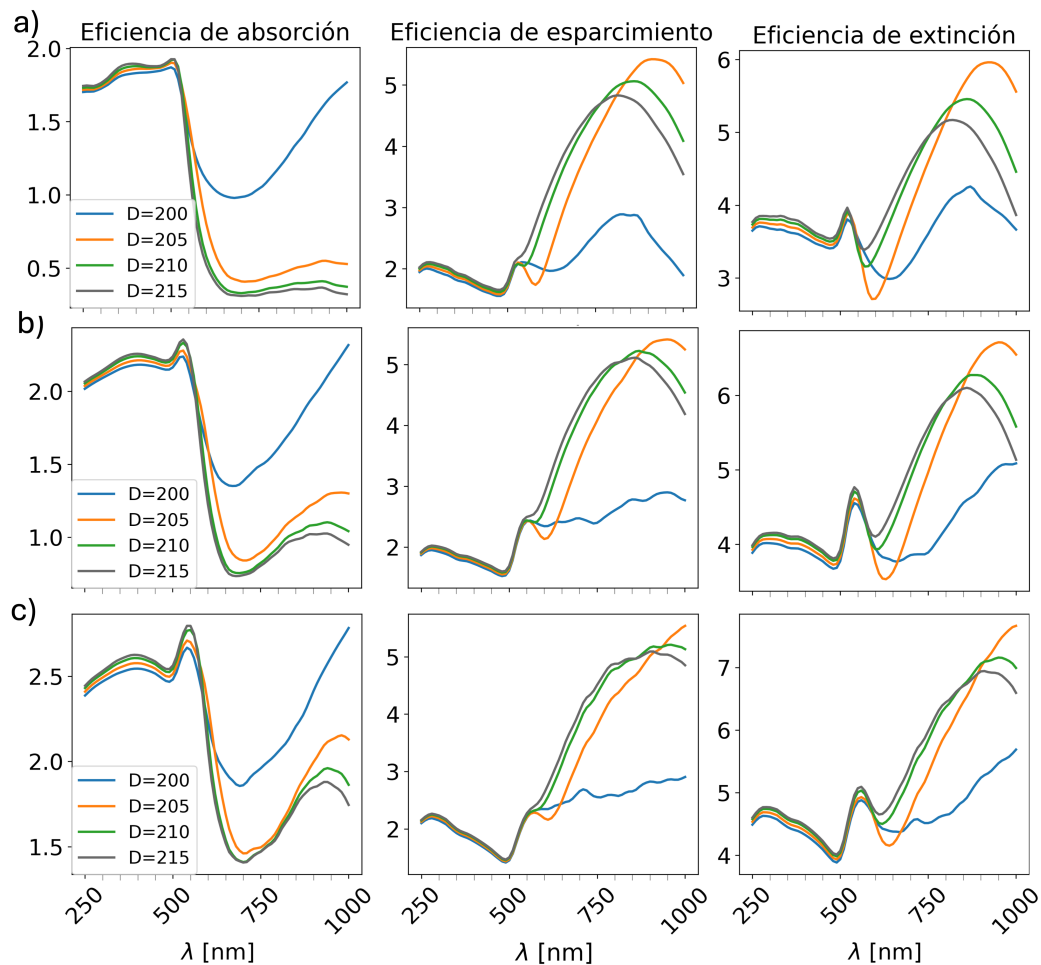 a)
Eficiencia de absorción
Eficiencia de esparcimiento
Eficiencia de extinción
2.0
1.5
1.0
0.5
D=200
D=205
D=210
D=215
5
4
3
2
6
5
4
3
b)
2.0
1.5
1.0
D=200
D=205
D=210
D=215
5
4
3
2
6
5
4
c)
2.5
2.0
1.5
D=200
D=205
D=210
D=215
250
500
750
1000
λ [nm]
5
4
3
2
250
500
750
1000
λ [nm]
7
6
5
4
250
500
750
1000
λ [nm]